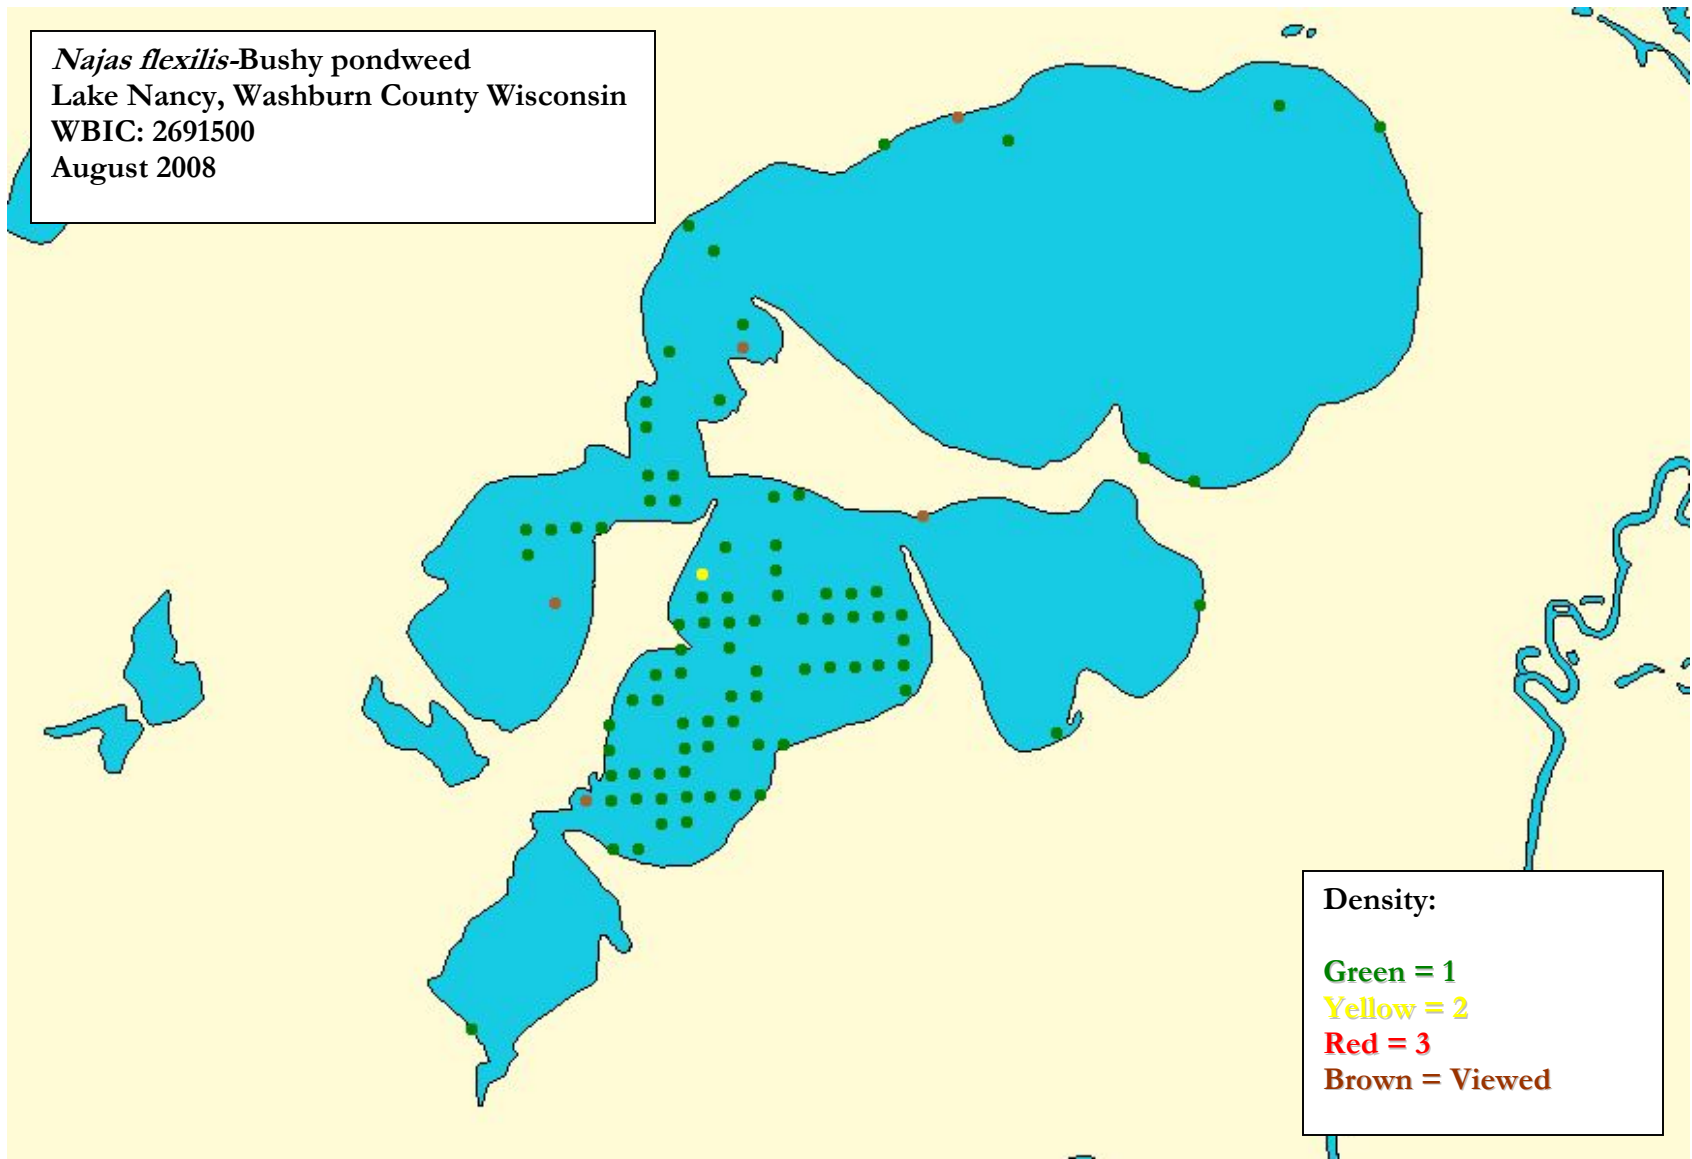 Najas flexilis-Bushy pondweed
Lake Nancy, Washburn County Wisconsin
WBIC: 2691500
August 2008
Density:
Green = 1
Yellow = 2
Red = 3
Brown = Viewed